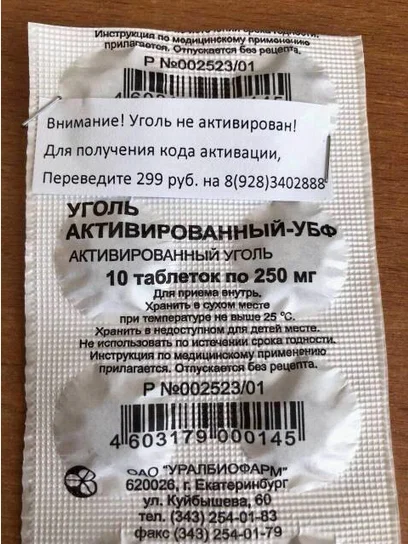 Инструкция по медицинскому применению
прилагается. Отпускается без рецепта.
Р №002523/01
Внимание! Уголь не активирован!
Для получения кода активации,
Переведите 299 руб. на 8(928)3402888
УГОЛЬ
АКТИВИРОВАННЫЙ-УБФ
АКТИВИРОВАННЫЙ УГОЛЬ
10 таблеток по 250 мг
Для приема внутрь.
Хранить в сухом месте
при температуре не выше 25 °С.
Хранить в недоступном для детей месте.
Не использовать по истечении срока годности.
Инструкция по медицинскому применению
прилагается. Отпускается без рецепта.
Р №002523/01
4 603179 000145
ОАО "УРАЛБИОФАРМ"
620026, г. Екатеринбург
ул. Куйбышева, 60
тел. (343) 254-01-83
факс (343) 254-01-79